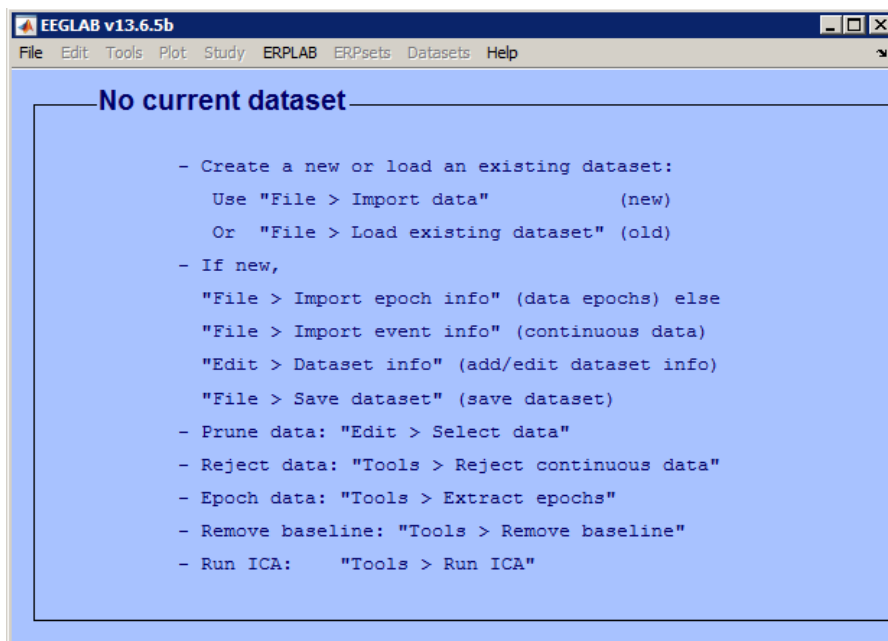 EEGLAB v13.6.5b
File Edit Tools Plot Study ERPLAB ERPsets Datasets Help
No current dataset
- Create a new or load an existing dataset:
Use "File > Import data" (new)
Or "File > Load existing dataset" (old)
- If new,
"File > Import epoch info" (data epochs) else
"File > Import event info" (continuous data)
"Edit > Dataset info" (add/edit dataset info)
"File > Save dataset" (save dataset)
- Prune data: "Edit > Select data"
- Reject data: "Tools > Reject continuous data"
- Epoch data: "Tools > Extract epochs"
- Remove baseline: "Tools > Remove baseline"
- Run ICA: "Tools > Run ICA"